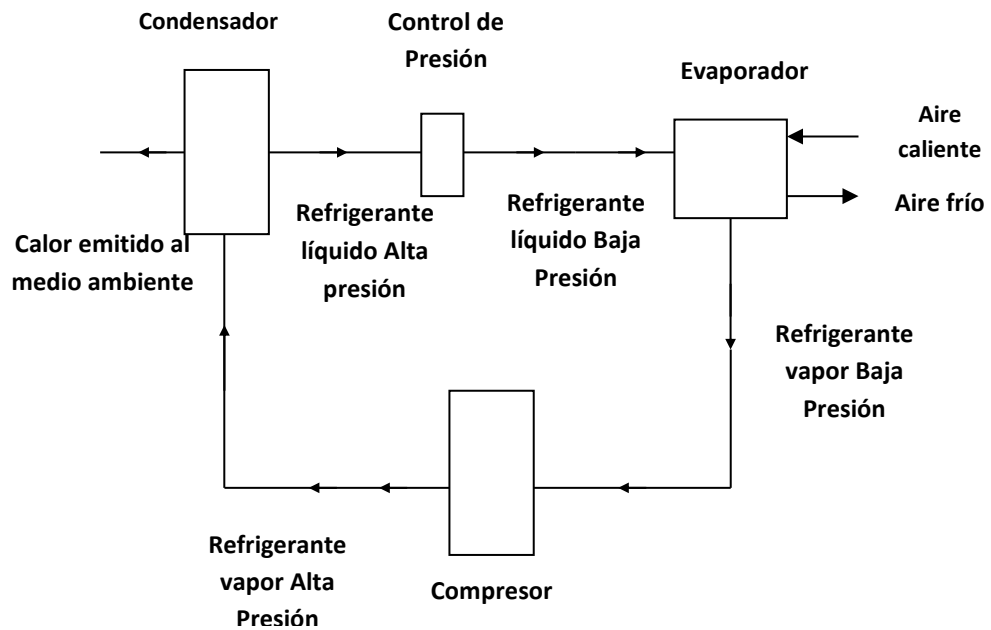 Condensador
Control de
Presión
Evaporador
Aire
caliente
Aire frío
Refrigerante
líquido Alta
presión
Refrigerante
líquido Baja
Presión
Calor emitido al
medio ambiente
Refrigerante
vapor Baja
Presión
Refrigerante
vapor Alta
Presión
Compresor